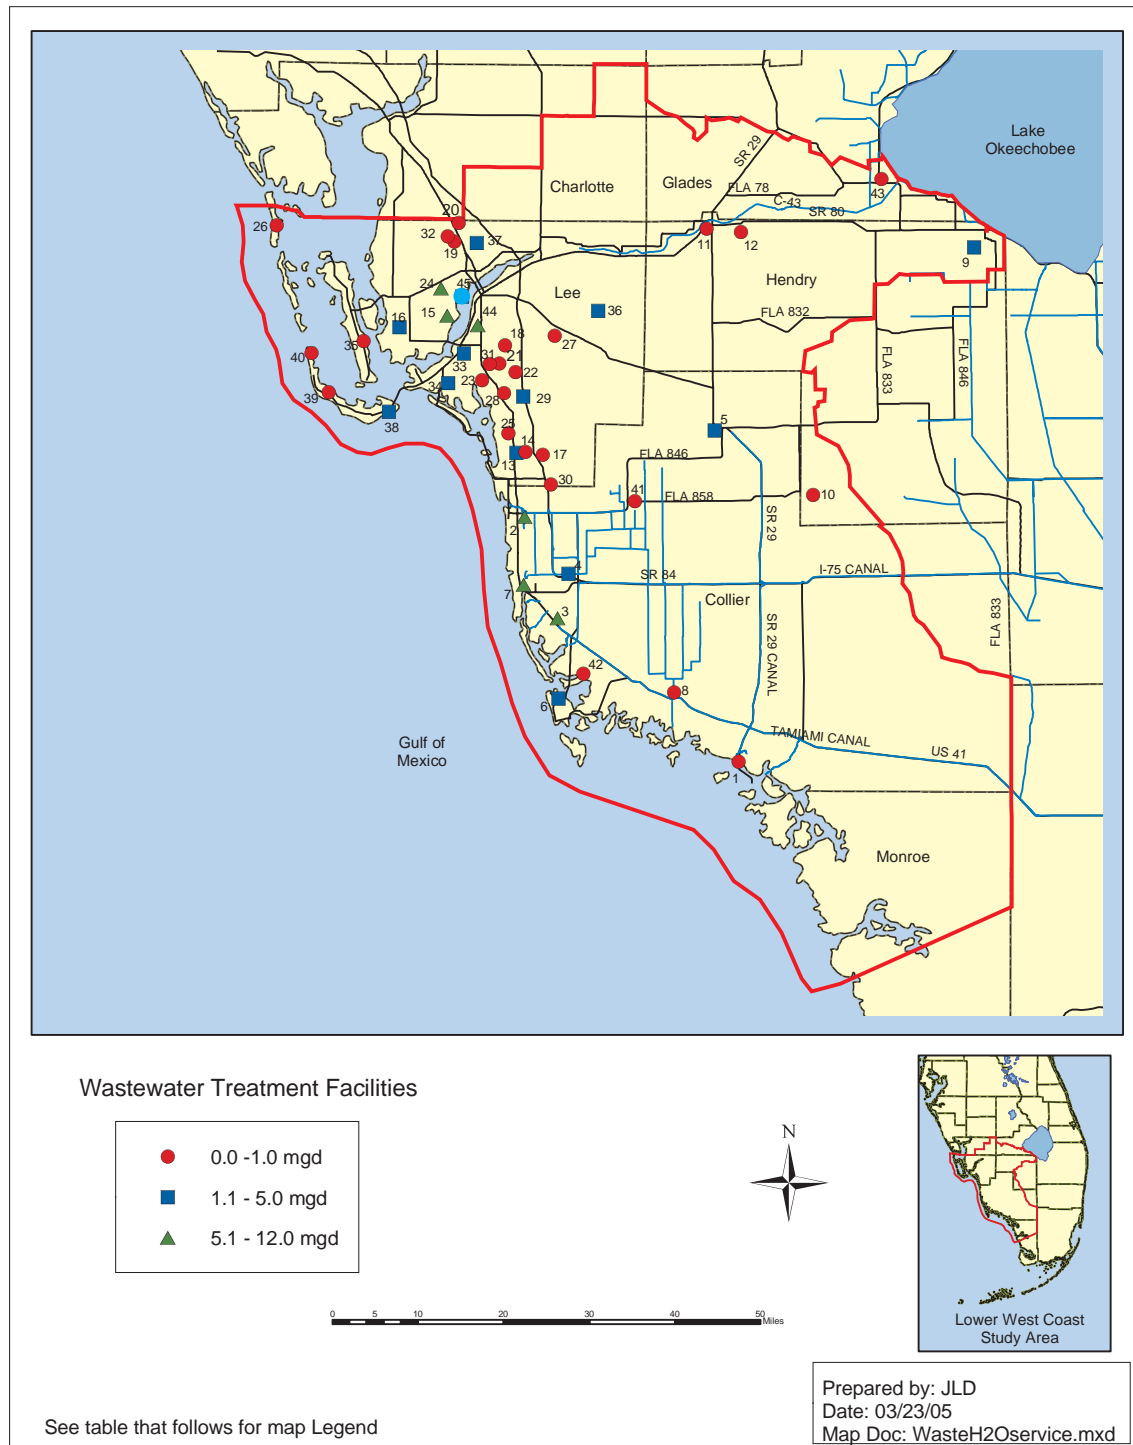 Lake
Okeechobee
SR 29
Charlotte
Glades
FLA 78
43
C-43
SR 80
26
20
32
19
37
11
12
9
Hendry
24
45
Lee
36
15
44
FLA 832
16
18
27
35
33
31
21
40
22
FLA 833
FLA 846
34
23
39
28
29
38
25
5
14
13
17
FLA 846
30
41
FLA 858
10
2
SR 29
4
SR 84
I-75 CANAL
7
Collier
3
FLA 833
SR 29 CANAL
42
8
6
TAMIAMI CANAL
US 41
Gulf of
Mexico
1
Monroe
Wastewater Treatment Facilities
0.0 -1.0 mgd
1.1 - 5.0 mgd
5.1 - 12.0 mgd
N
0 5 10 20 30 40 50
Miles
Lower West Coast
Study Area
Prepared by: JLD
Date: 03/23/05
Map Doc: WasteH2Oservice.mxd
See table that follows for map Legend